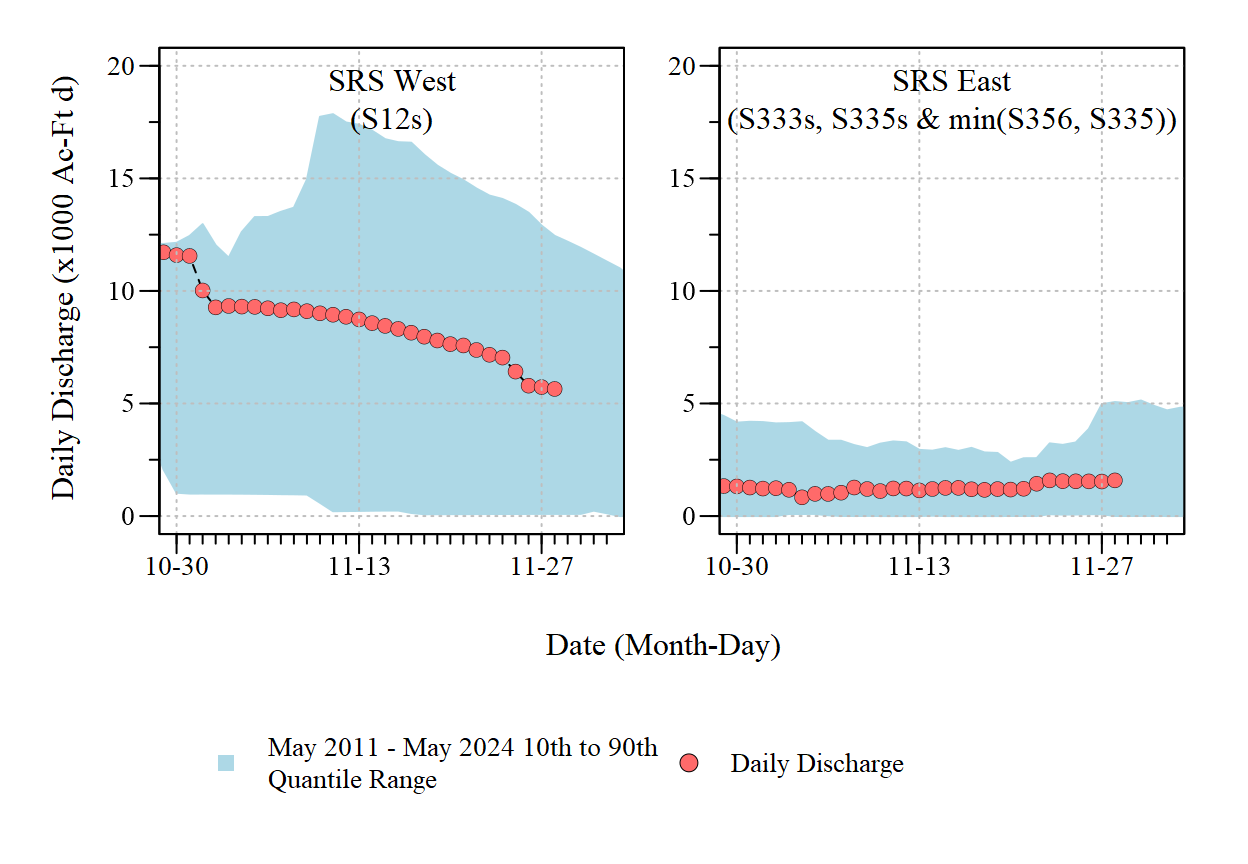 SRS West
(S12s)
20
15
10
5
0
10-30
11-13
11-27
Daily Discharge (x1000 Ac-Ft d)
SRS East
(S333s, S335s & min(S356, S335))
20
15
10
5
0
10-30
11-13
11-27
Date (Month-Day)
May 2011 - May 2024 10th to 90th
Quantile Range
Daily Discharge